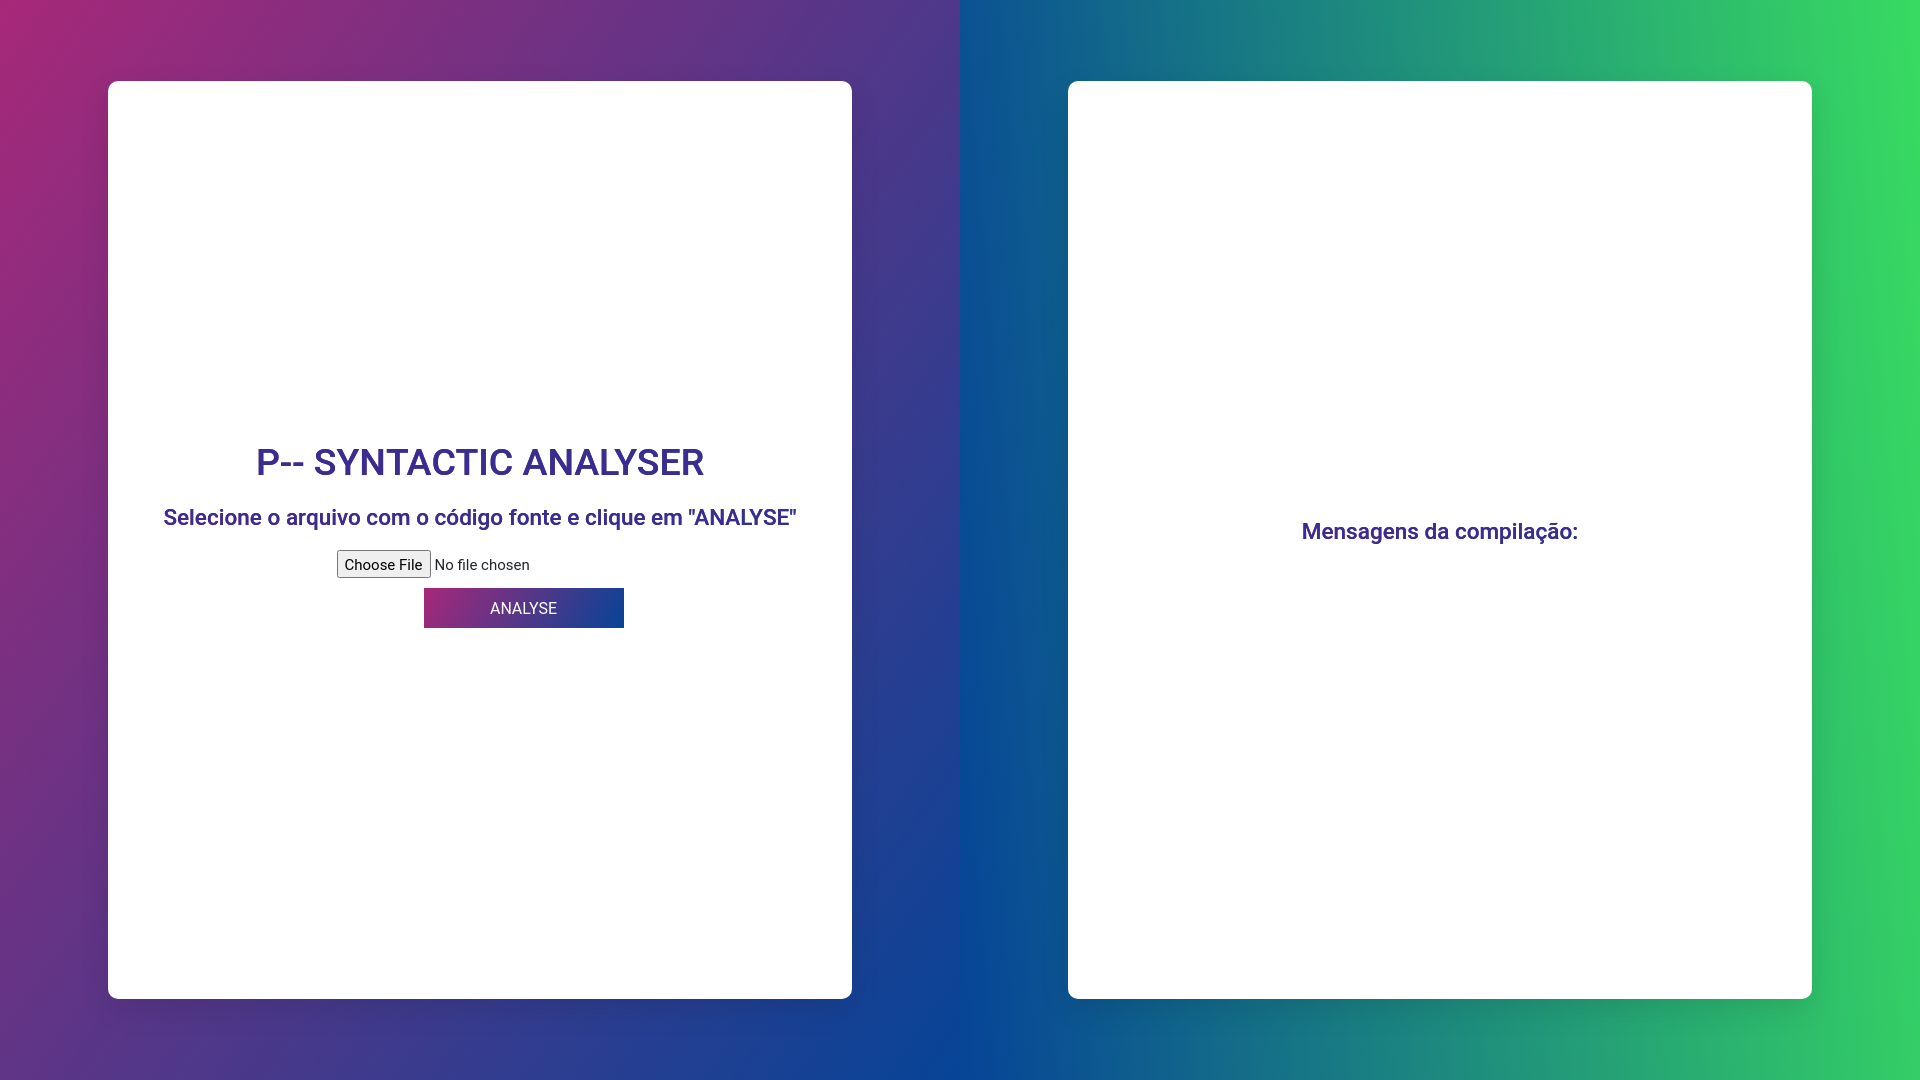 P-- SYNTACTIC ANALYSER
Selecione o arquivo com o código fonte e clique em "ANALYSE"
Choose File No file chosen
ANALYSE
Mensagens da compilação: